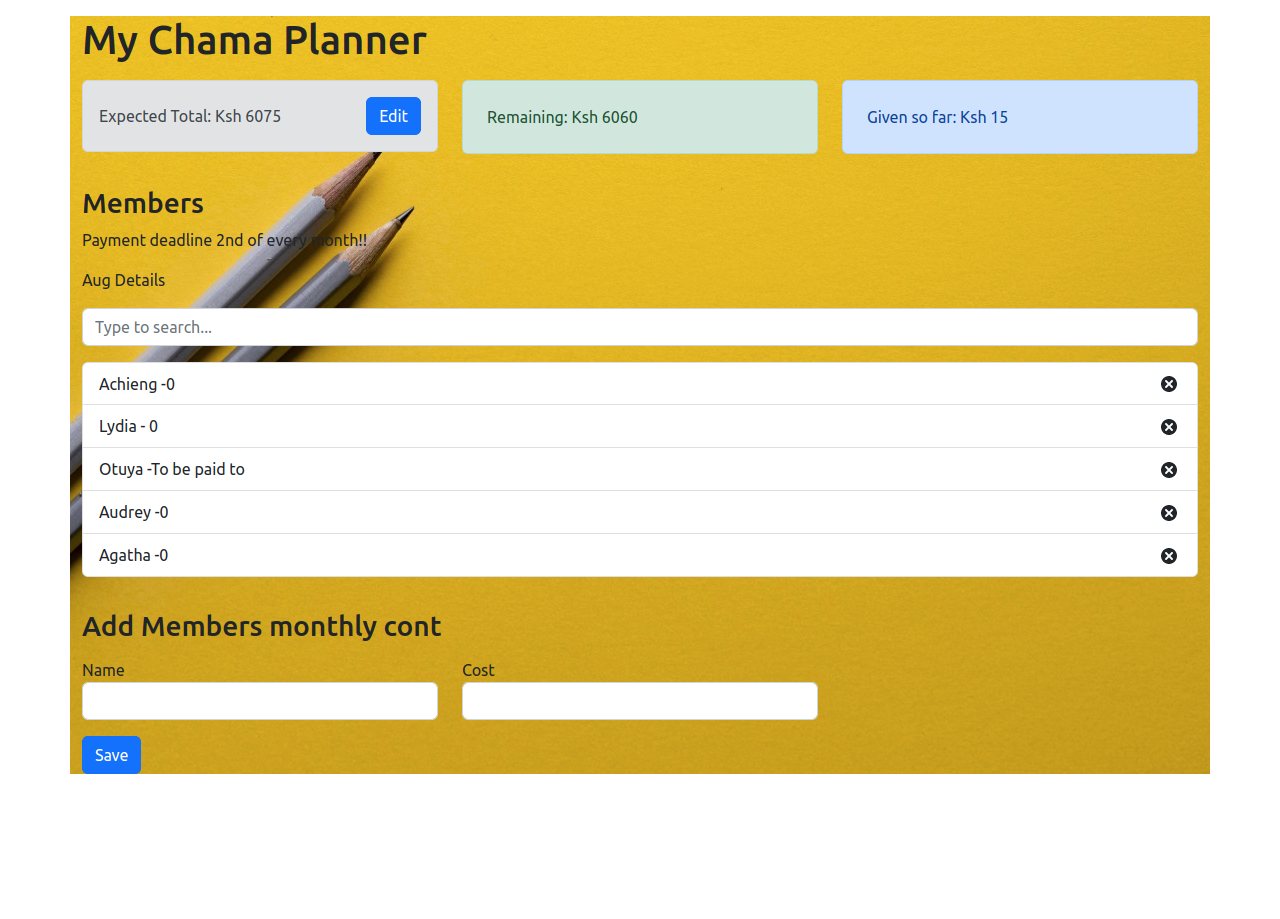 My Chama Planner
Expected Total: Ksh 6075
Edit
Remaining: Ksh 6060
Given so far: Ksh 15
Members
Payment deadline 2nd of every month!!
Aug Details
Type to search...
Achieng -0
Lydia - 0
Otuya -To be paid to
Audrey -0
Agatha -0
Add Members monthly cont
Name
Cost
Save